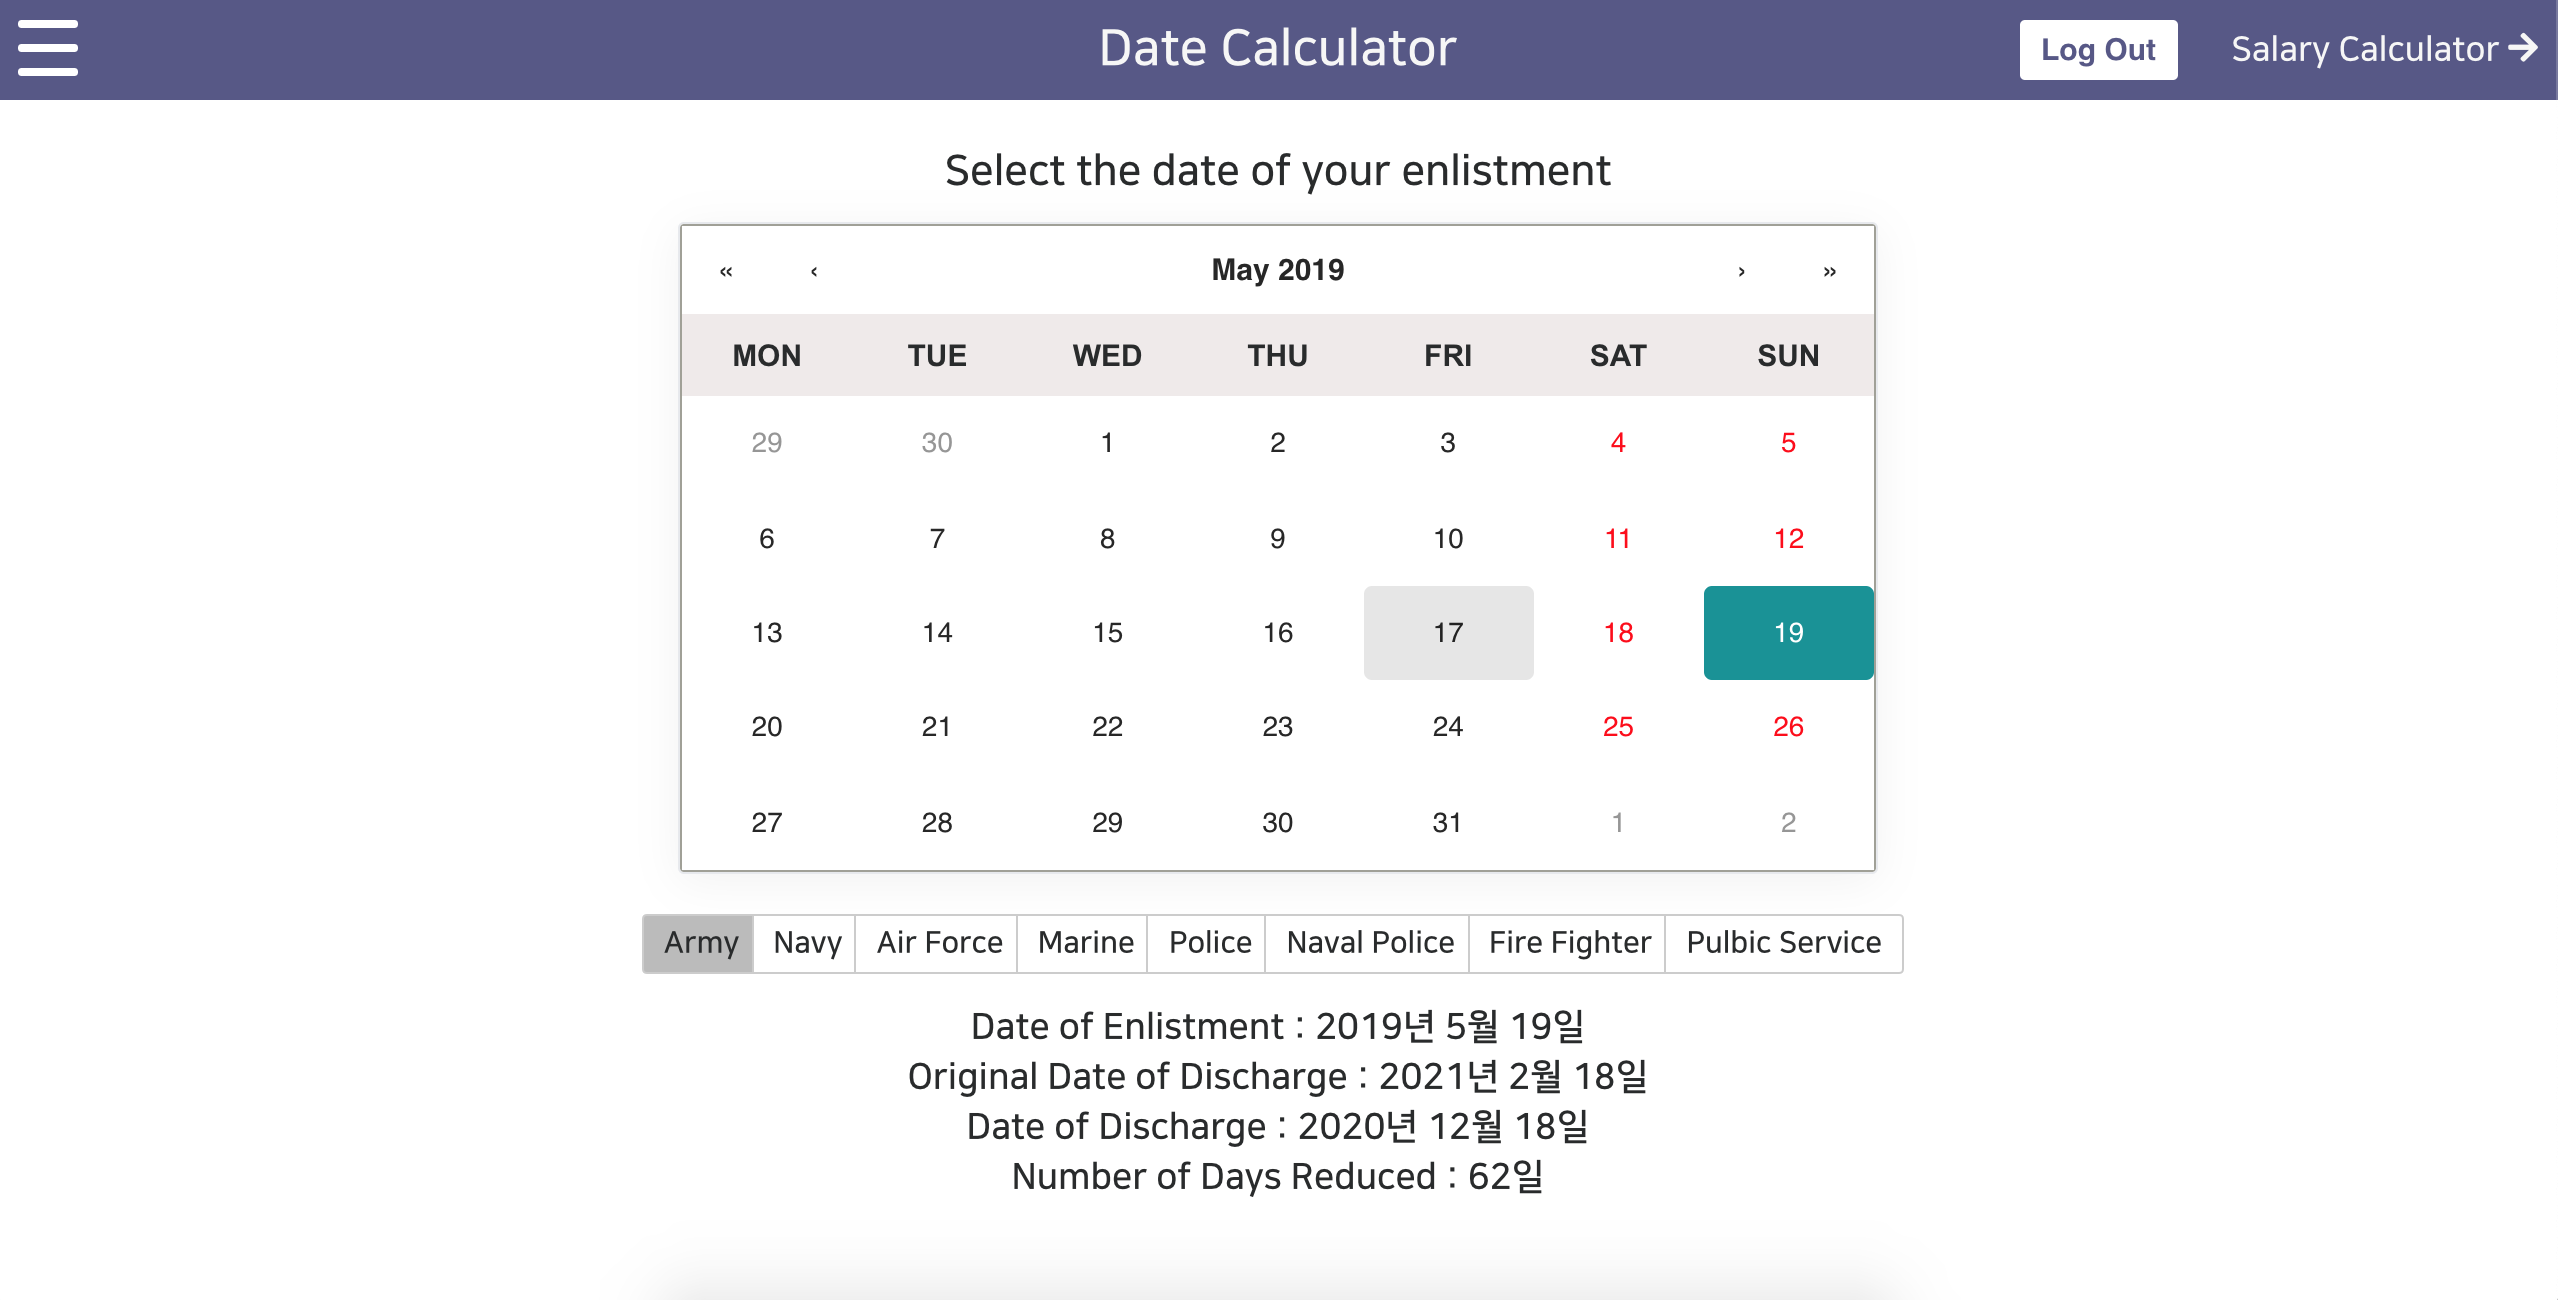 Date Calculator
Log Out
Salary Calculator →
Select the date of your enlistment
« ‹ May 2019 › »
MON TUE WED THU FRI SAT SUN
29 30 1 2 3 4 5
6 7 8 9 10 11 12
13 14 15 16 17 18 19
20 21 22 23 24 25 26
27 28 29 30 31 1 2
Army Navy Air Force Marine Police Naval Police Fire Fighter Pulbic Service
Date of Enlistment : 2019년 5월 19일
Original Date of Discharge : 2021년 2월 18일
Date of Discharge : 2020년 12월 18일
Number of Days Reduced : 62일